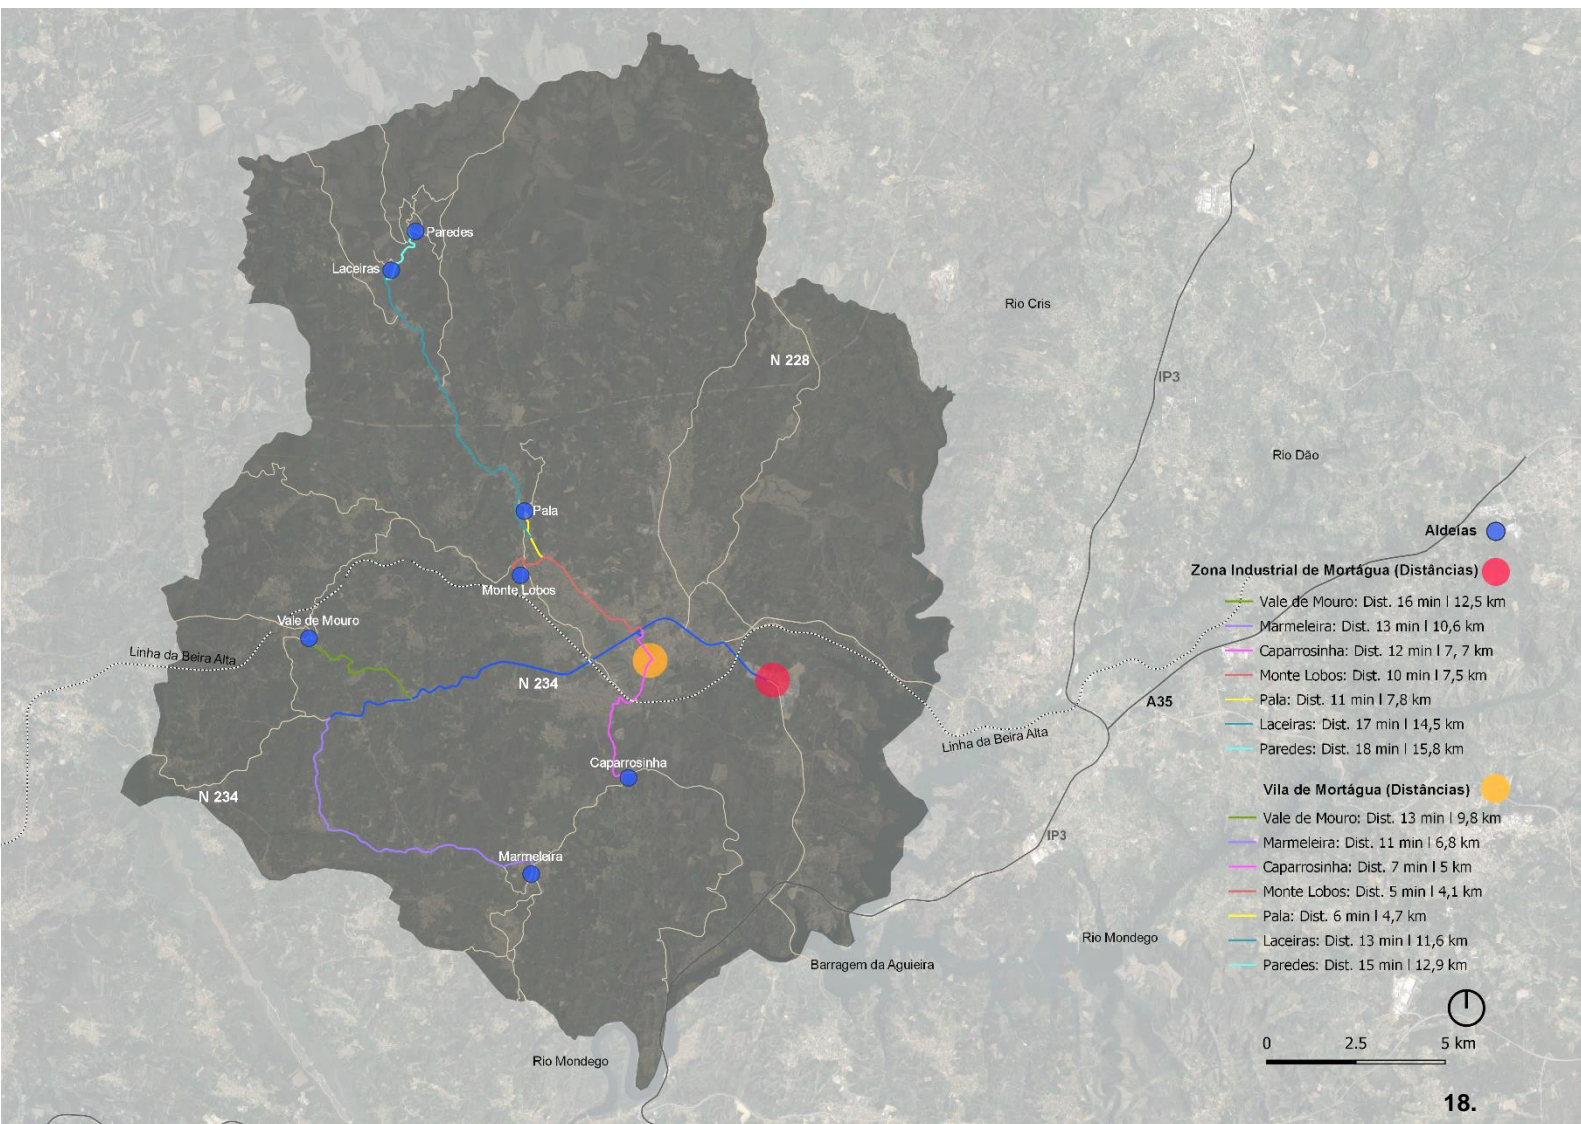 Paredes
Laceiras
Rio Cris
N 228
IP3
Rio Dão
Pala
Monte Lobos
Vale de Mouro
Linha da Beira Alta
N 234
A35
Linha da Beira Alta
Caparrosinha
N 234
IP3
Marmeleira
Rio Mondego
Barragem da Aguieira
Rio Mondego
Aldeias
Zona Industrial de Mortágua (Distâncias)
Vale de Mouro: Dist. 16 min l 12,5 km
Marmeleira: Dist. 13 min l 10,6 km
Caparrosinha: Dist. 12 min l 7, 7 km
Monte Lobos: Dist. 10 min l 7,5 km
Pala: Dist. 11 min l 7,8 km
Laceiras: Dist. 17 min l 14,5 km
Paredes: Dist. 18 min l 15,8 km
Vila de Mortágua (Distâncias)
Vale de Mouro: Dist. 13 min l 9,8 km
Marmeleira: Dist. 11 min l 6,8 km
Caparrosinha: Dist. 7 min l 5 km
Monte Lobos: Dist. 5 min l 4,1 km
Pala: Dist. 6 min l 4,7 km
Laceiras: Dist. 13 min l 11,6 km
Paredes: Dist. 15 min l 12,9 km
0 2.5 5 km
18.